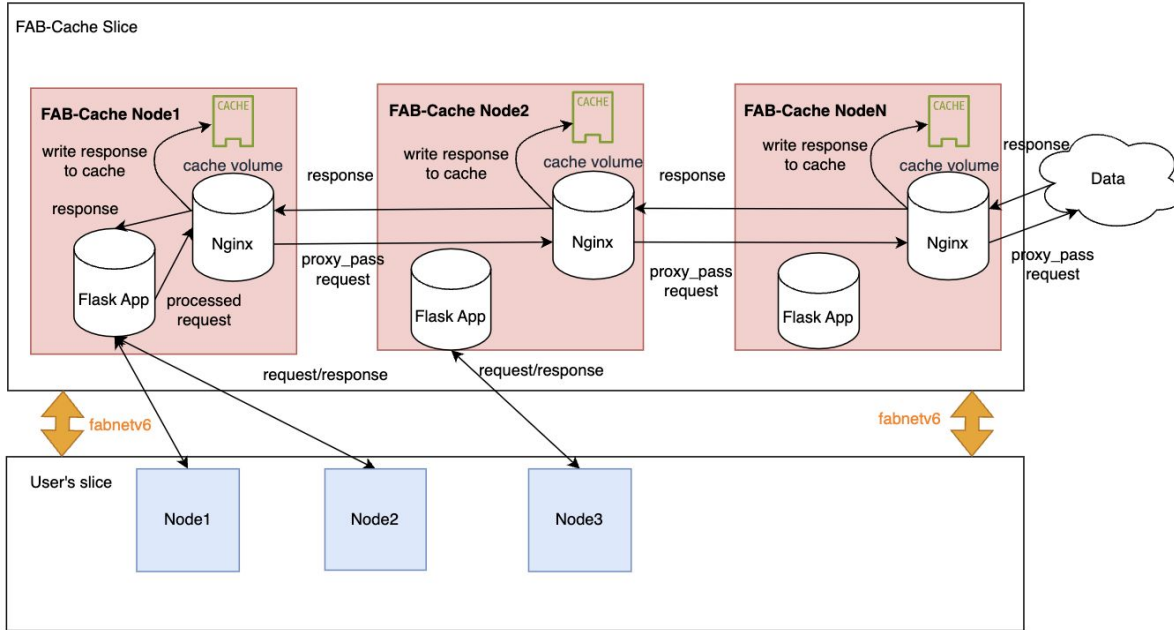 FAB-Cache Slice
FAB-Cache Node1
CACHE
write response
to cache
cache volume
response
Nginx
Flask App
processed
request
response
proxy_pass
request
FAB-Cache Node2
CACHE
write response
to cache
cache volume
Nginx
Flask App
response
proxy_pass
request
FAB-Cache NodeN
CACHE
write response
to cache
cache volume
Nginx
Flask App
response
Data
proxy_pass
request
request/response
request/response
fabnetv6
fabnetv6
User's slice
Node1
Node2
Node3